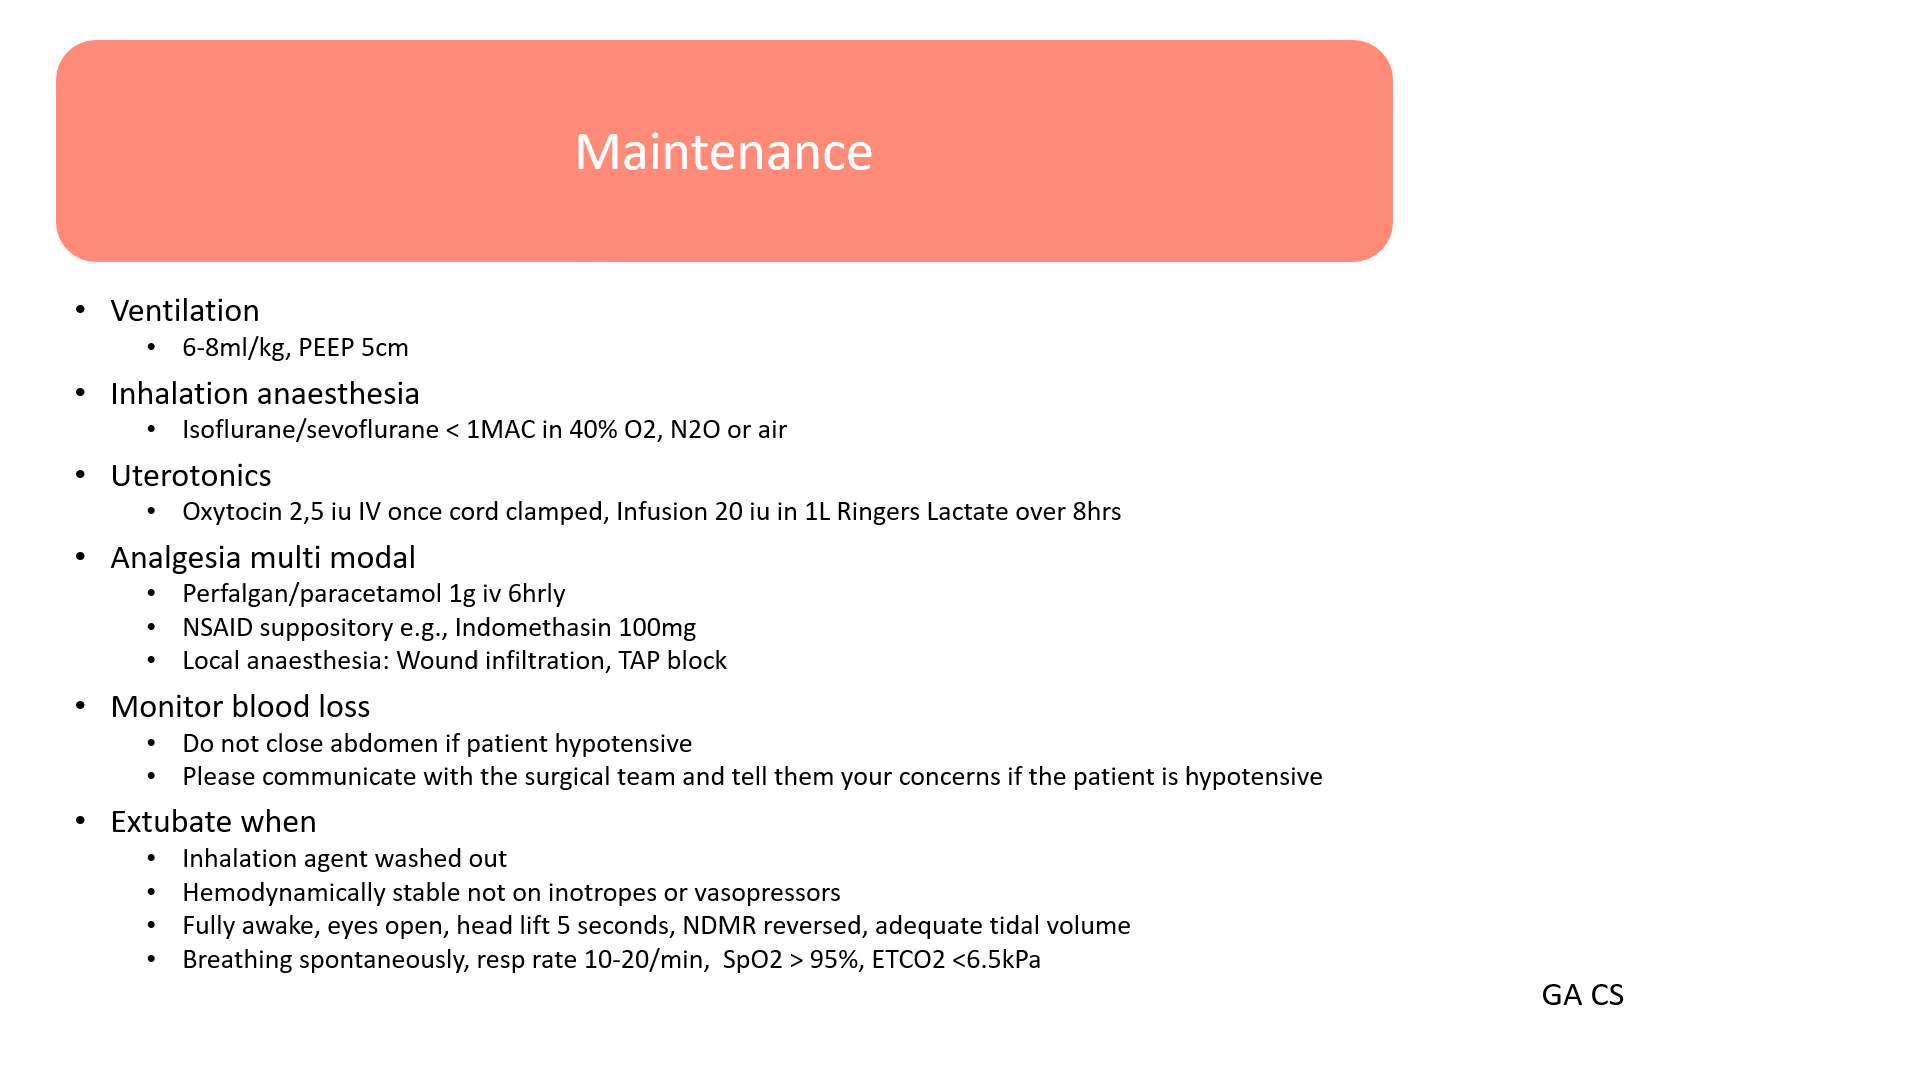 Maintenance
• Ventilation
• 6-8ml/kg, PEEP 5cm
• Inhalation anaesthesia
• Isoflurane/sevoflurane < 1MAC in 40% O2, N2O or air
• Uterotonics
• Oxytocin 2,5 iu IV once cord clamped, Infusion 20 iu in 1L Ringers Lactate over 8hrs
• Analgesia multi modal
• Perfalgan/paracetamol 1g iv 6hrly
• NSAID suppository e.g., Indomethasin 100mg
• Local anaesthesia: Wound infiltration, TAP block
• Monitor blood loss
• Do not close abdomen if patient hypotensive
• Please communicate with the surgical team and tell them your concerns if the patient is hypotensive
• Extubate when
• Inhalation agent washed out
• Hemodynamically stable not on inotropes or vasopressors
• Fully awake, eyes open, head lift 5 seconds, NDMR reversed, adequate tidal volume
• Breathing spontaneously, resp rate 10-20/min,  SpO2 > 95%, ETCO2 <6.5kPa
GA CS